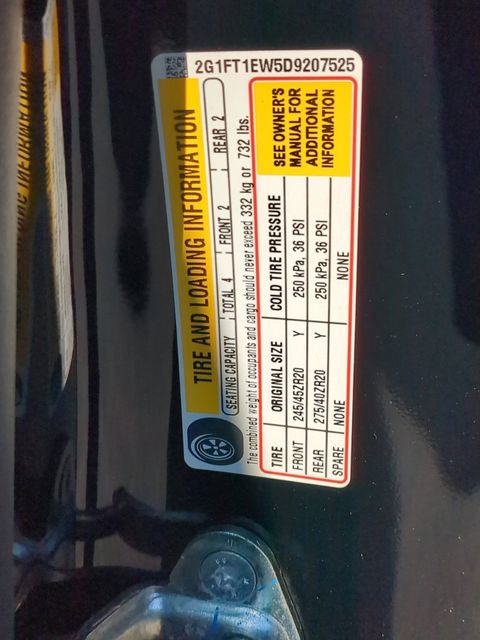 2G1FT1EW5D9207525
TIRE AND LOADING INFORMATION
SEATING CAPACITY TOTAL 4 FRONT 2 REAR 2
The combined weight of occupants and cargo should never exceed 332 kg or 732 lbs.
TIRE ORIGINAL SIZE COLD TIRE PRESSURE
FRONT 245/45ZR20 Y 250 kPa, 36 PSI
REAR 275/40ZR20 Y 250 kPa, 36 PSI
SPARE NONE NONE
SEE OWNER'S
MANUAL FOR
ADDITIONAL
INFORMATION